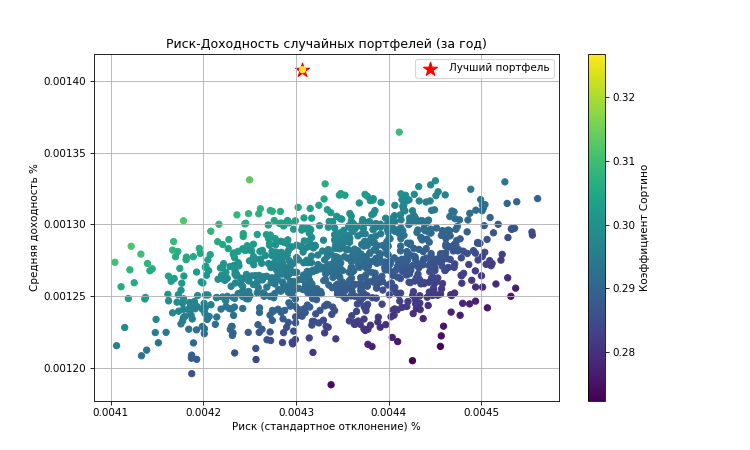 Риск-Доходность случайных портфелей (за год)
Лучший портфель
Средняя доходность %
0.00140
0.00135
0.00130
0.00125
0.00120
0.0041 0.0042 0.0043 0.0044 0.0045
Риск (стандартное отклонение) %
0.32
0.31
0.30
0.29
0.28
Коэффициент Сортино